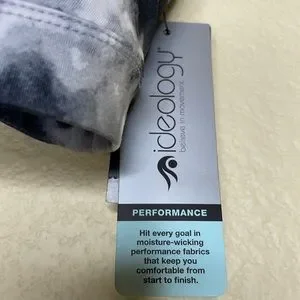 ideology
believe in movement
PERFORMANCE
Hit every goal in
moisture-wicking
performance fabrics
that keep you
comfortable from
start to finish.